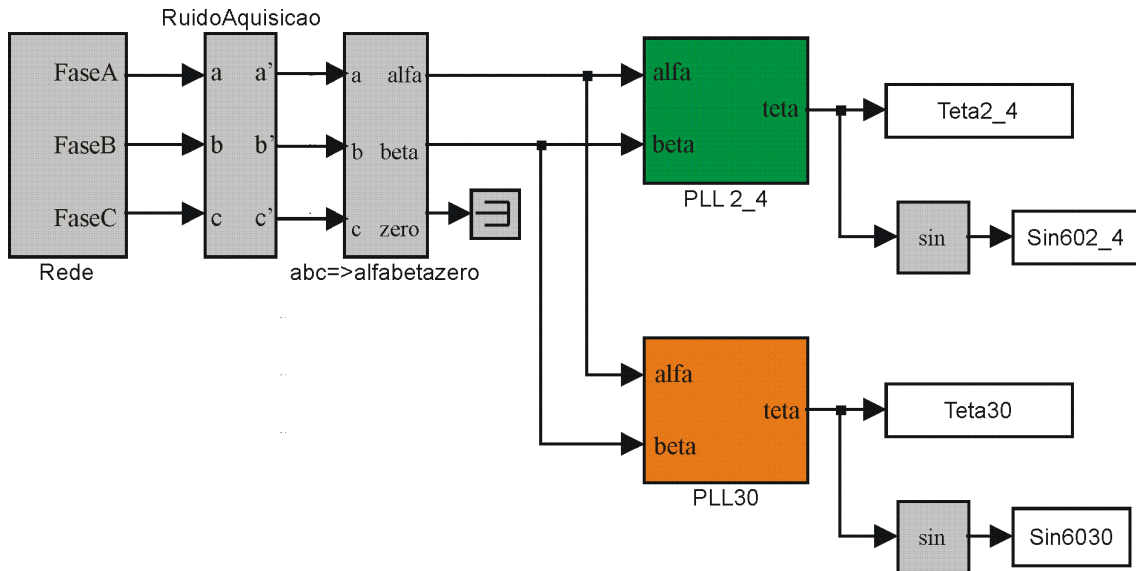 RuidoAquisicao
FaseA
FaseB
FaseC
Rede
a a'
b b'
c c'
a alfa
b beta
c zero
abc=>alfabetazero
alfa
beta
teta
PLL 2_4
Teta2_4
sin
Sin602_4
alfa
beta
teta
PLL30
Teta30
sin
Sin6030